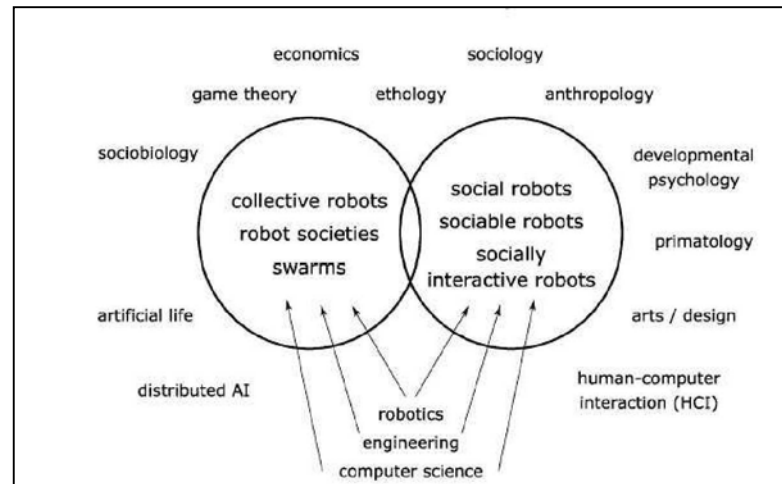 economics
sociology
game theory
ethology
anthropology
sociobiology
developmental
psychology
collective robots
robot societies
swarms
social robots
sociable robots
socially
interactive robots
primatology
artificial life
arts / design
distributed AI
human-computer
interaction (HCI)
robotics
engineering
computer science